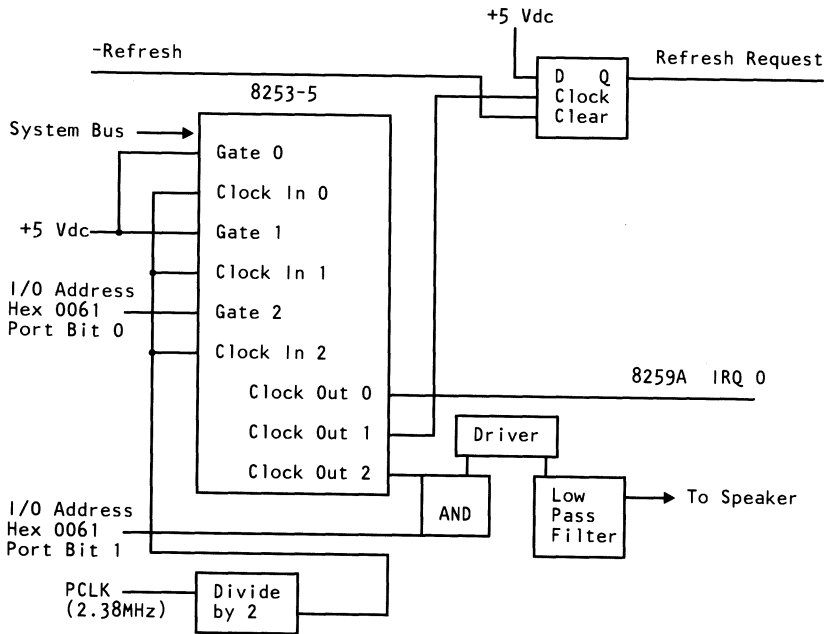 +5 Vdc
-Refresh
Refresh Request
D Q
Clock
Clear
8253-5
System Bus
Gate 0
Clock In 0
+5 Vdc
Gate 1
Clock In 1
I/O Address
Hex 0061
Port Bit 0
Gate 2
Clock In 2
8259A IRQ 0
Clock Out 0
Clock Out 1
Driver
Clock Out 2
I/O Address
Hex 0061
Port Bit 1
AND
Low
Pass
Filter
To Speaker
PCLK
(2.38MHz)
Divide
by 2